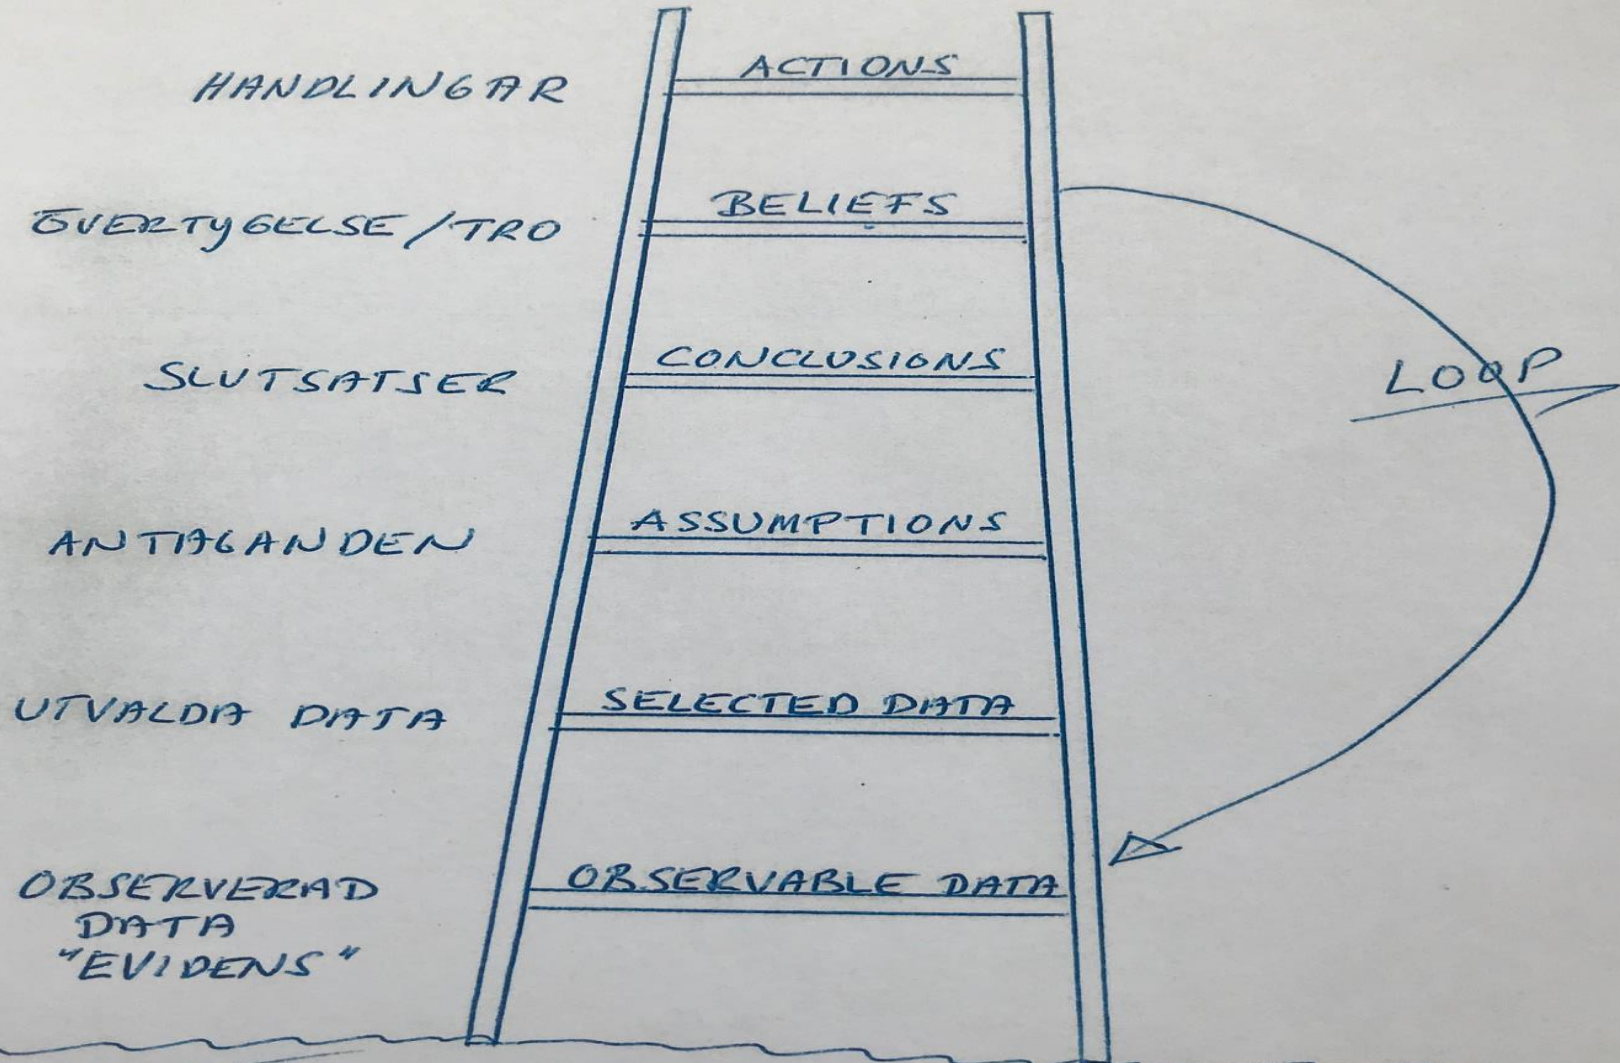 HANDLINGAR
ACTIONS
ÖVERTYGELSE/TRO
BELIEFS
SLUTSATSER
CONCLUSIONS
LOOP
ANTAGANDEN
ASSUMPTIONS
UTVALDA DATA
SELECTED DATA
OBSERVERAD
DATA
"EVIDENS"
OBSERVABLE DATA